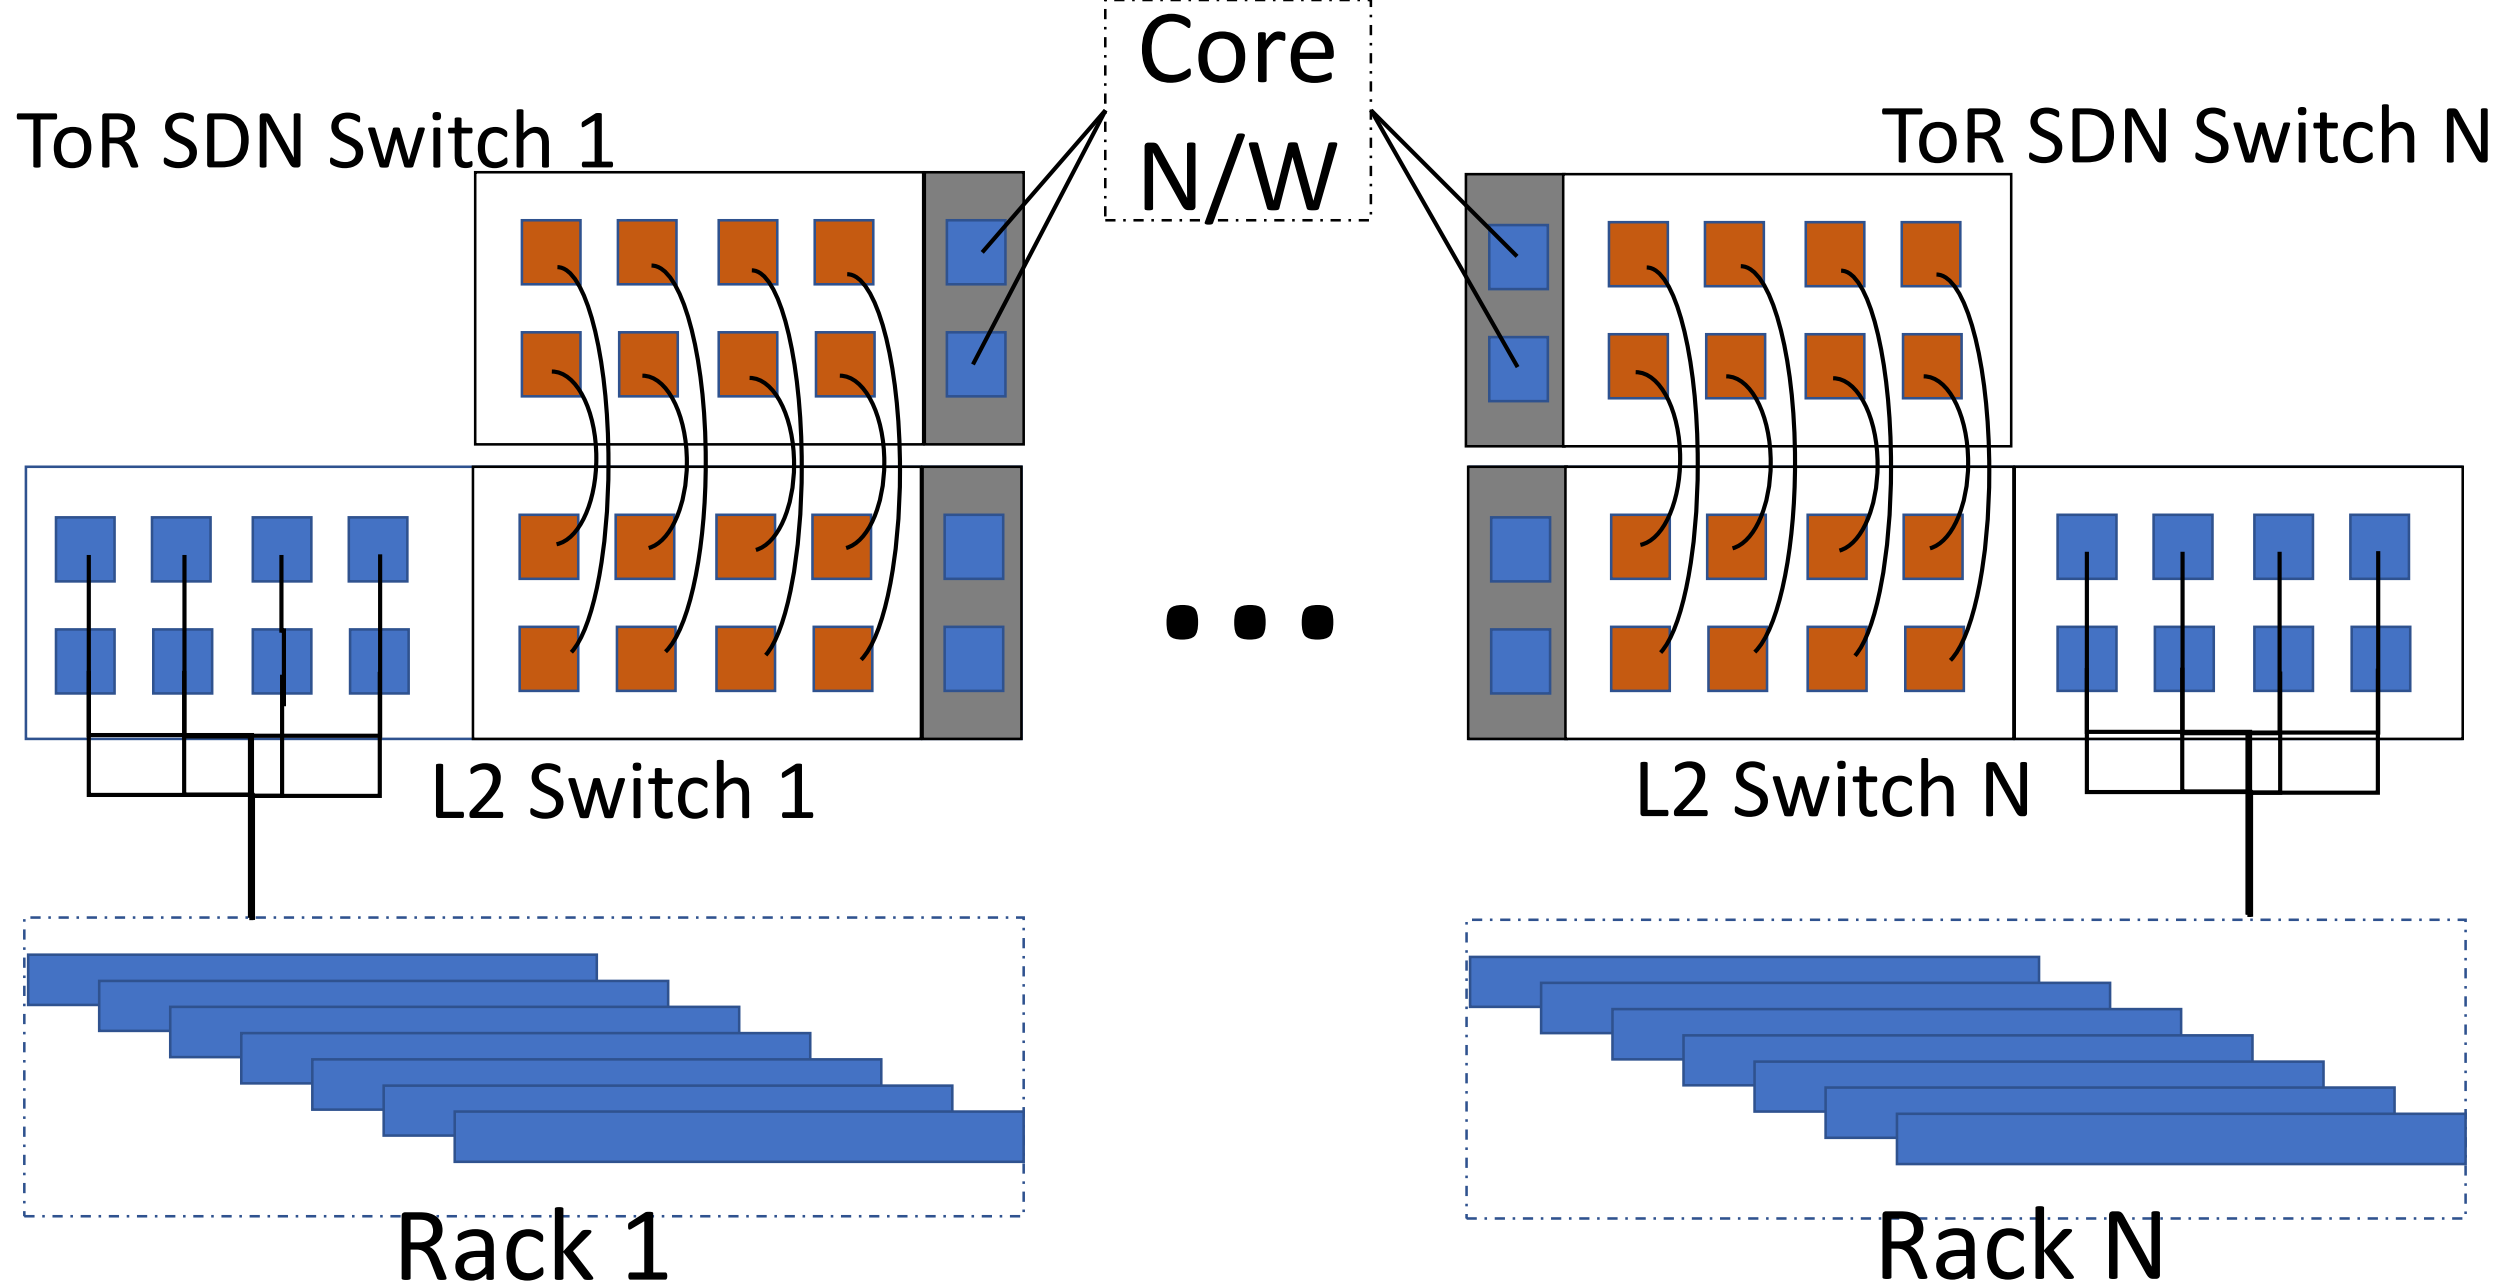 Core
N/W
ToR SDN Switch 1
ToR SDN Switch N
...
L2 Switch 1
L2 Switch N
Rack 1
Rack N